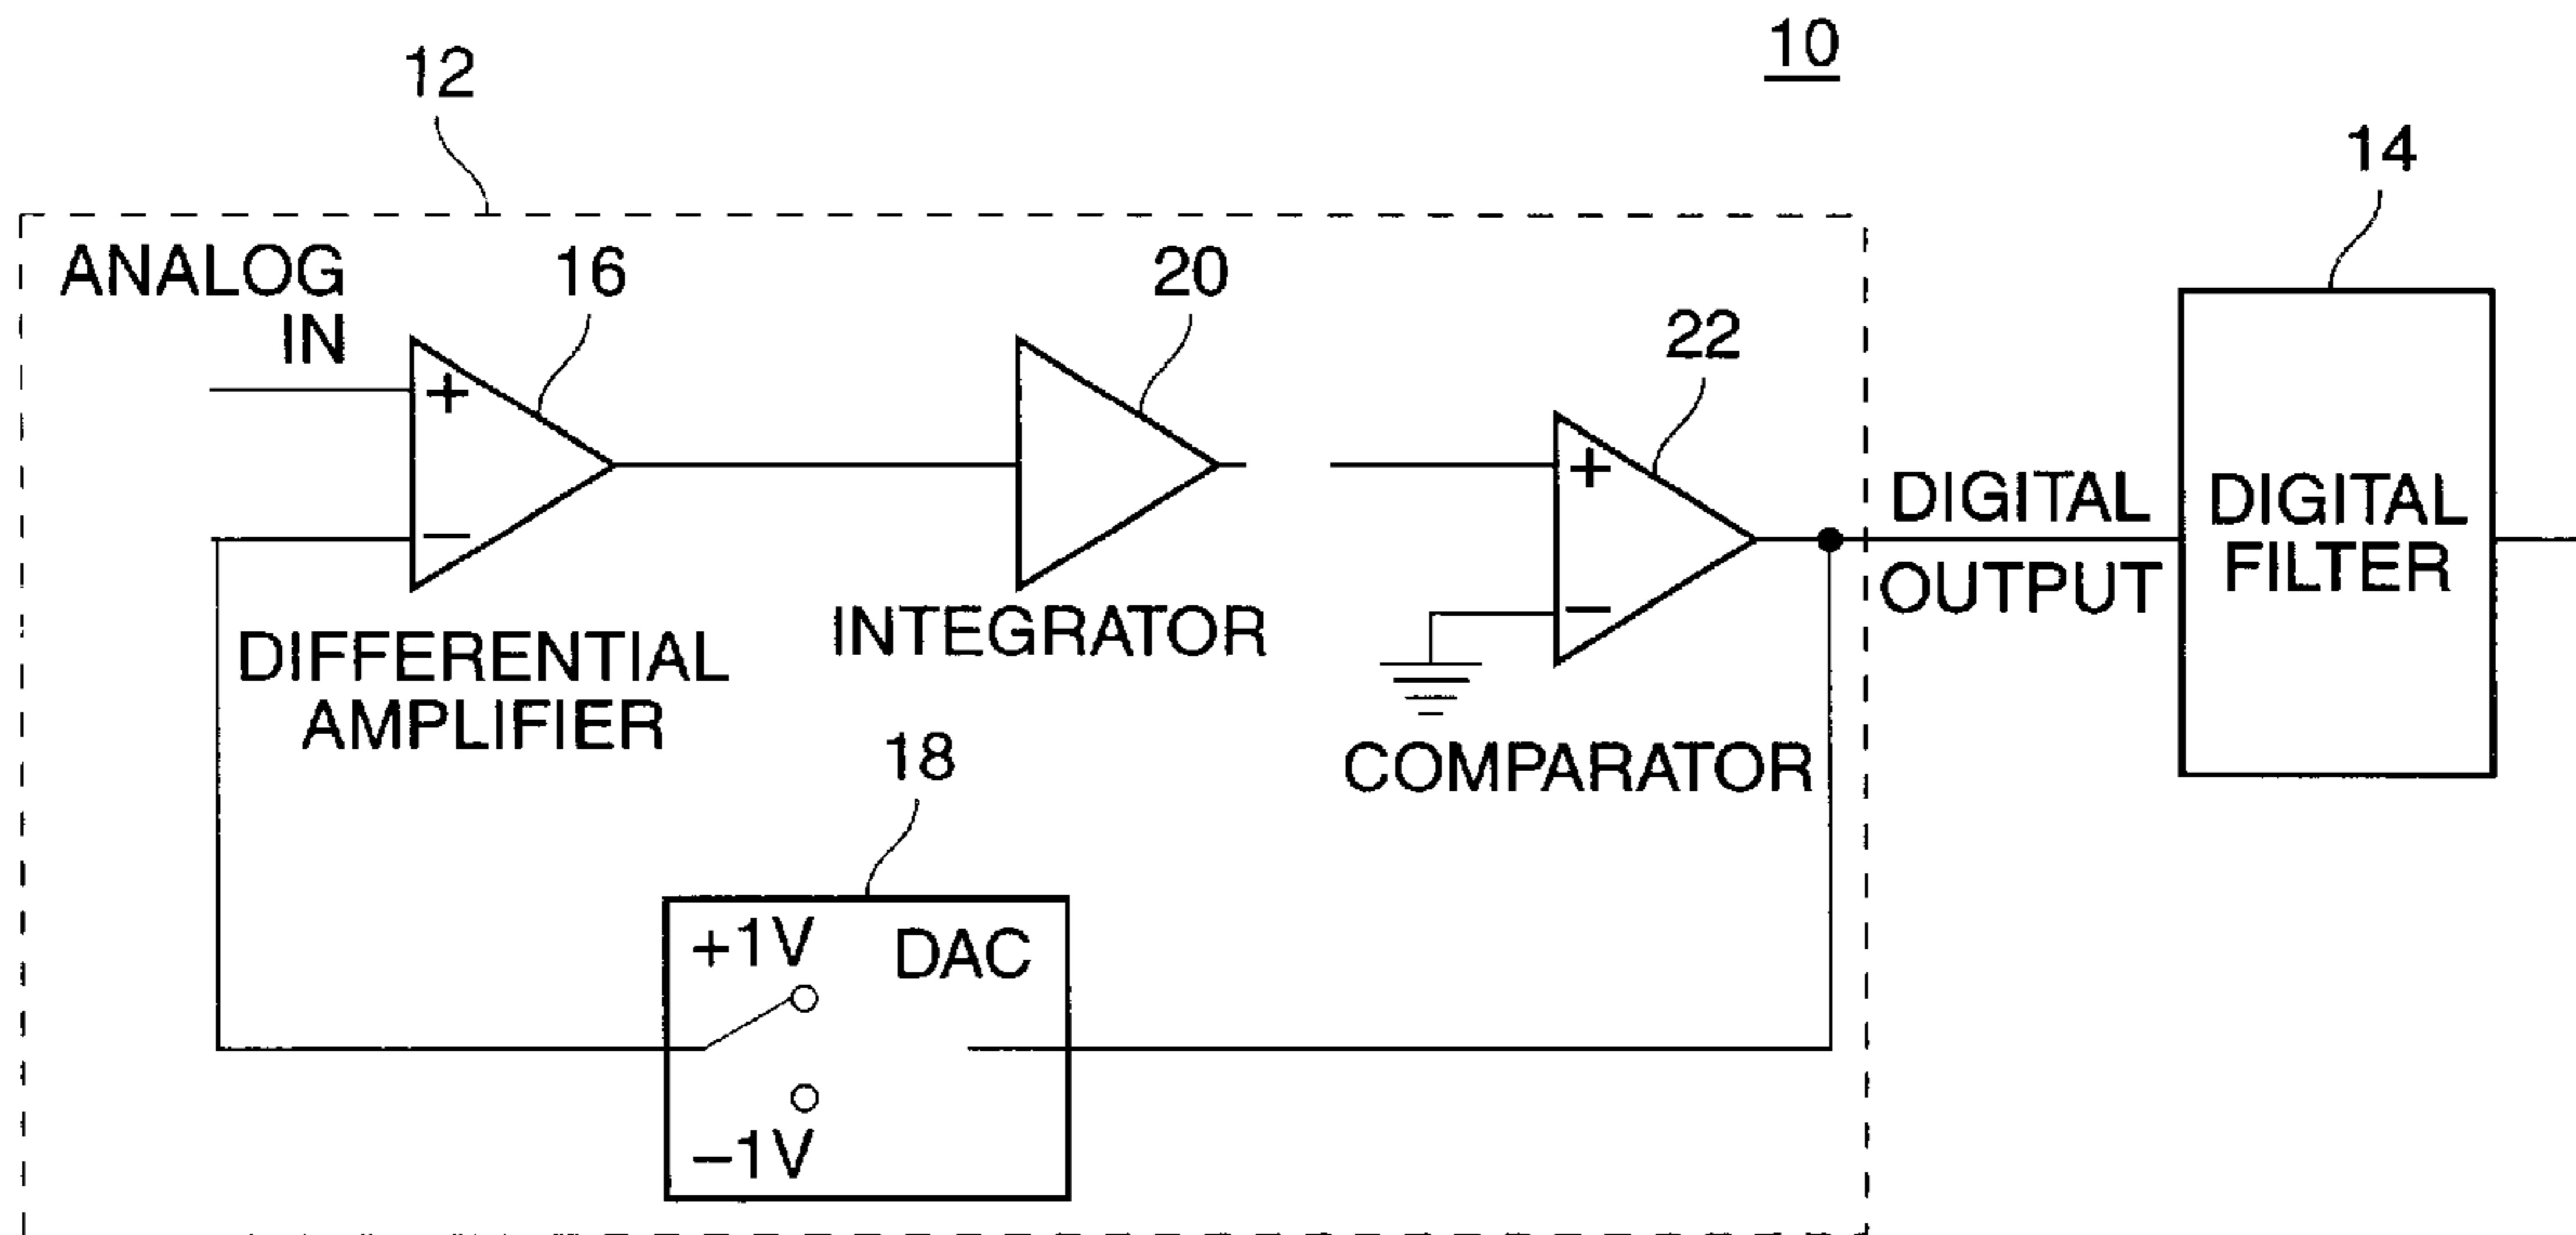 10
12
14
ANALOG
IN
16
20
22
+
−
+
−
DIGITAL
OUTPUT
DIGITAL
FILTER
DIFFERENTIAL
AMPLIFIER
INTEGRATOR
COMPARATOR
18
+1V
DAC
−1V